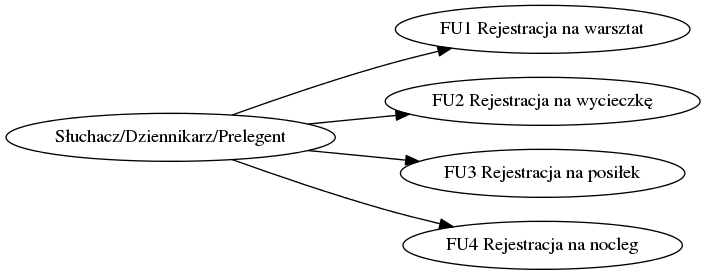 FU1 Rejestracja na warsztat
FU2 Rejestracja na wycieczkę
Słuchacz/Dziennikarz/Prelegent
FU3 Rejestracja na posiłek
FU4 Rejestracja na nocleg